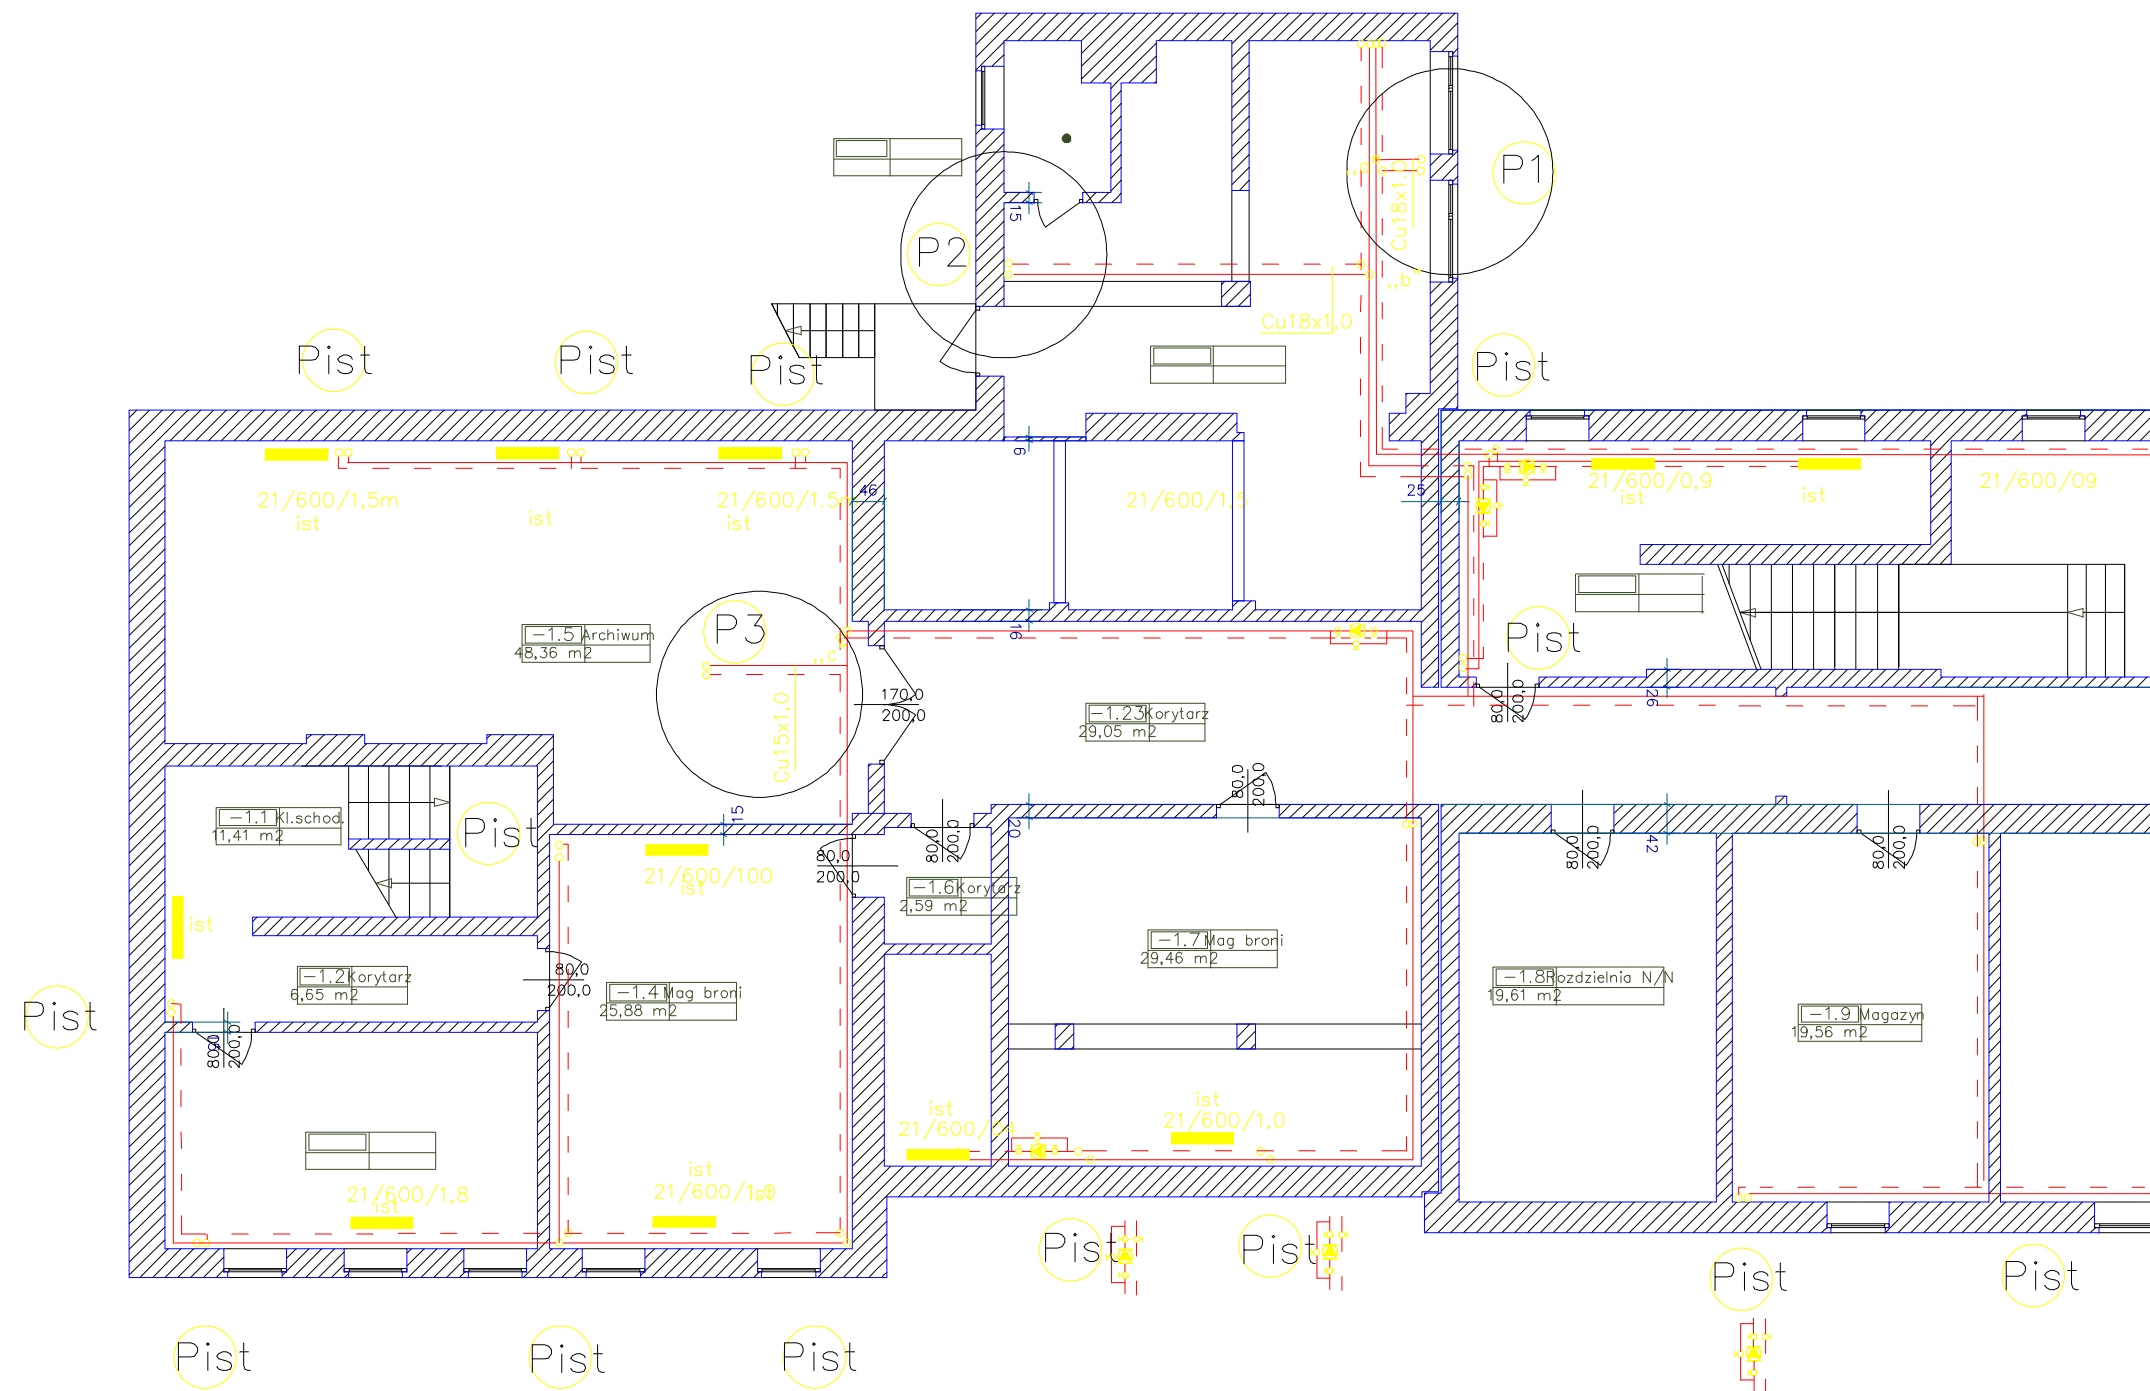 P1
„a
Cu18x1,0
15
P2
„b"
Cu18x1,0
Pist
Pist
Pist
Pist
6
46
25
21/600/1,5m
ist
ist
21/600/1.5m
ist
21/600/1,5
21/600/0,9
ist
ist
21/600/09
P3
16
-1.5 Archiwum
48,36 m2
„c
Pist
170,0
200,0
26
80,0
200,0
-1.23 Korytarz
29,05 m2
Cu15x1,0
80,0
200,0
-1.1 Kl.schod.
11,41 m2
Pist
15
20
42
80,0
200,0
80,0
200,0
80,0
200,0
80,0
200,0
21/600/100
ist
-1.6 Korytarz
2,59 m2
ist
-1.7 Mag broni
29,46 m2
-1.2 Korytarz
6,65 m2
80,0
200,0
-1.4 Mag broni
25,88 m2
-1.8 Rozdzielnia N/N
19,61 m2
-1.9 Magazyn
19,56 m2
Pist
80,0
200,0
ist
21/600/04
ist
21/600/1,0
ist
21/600/1,8
ist
21/600/1,0
ist
Pist
Pist
Pist
Pist
Pist
Pist
Pist